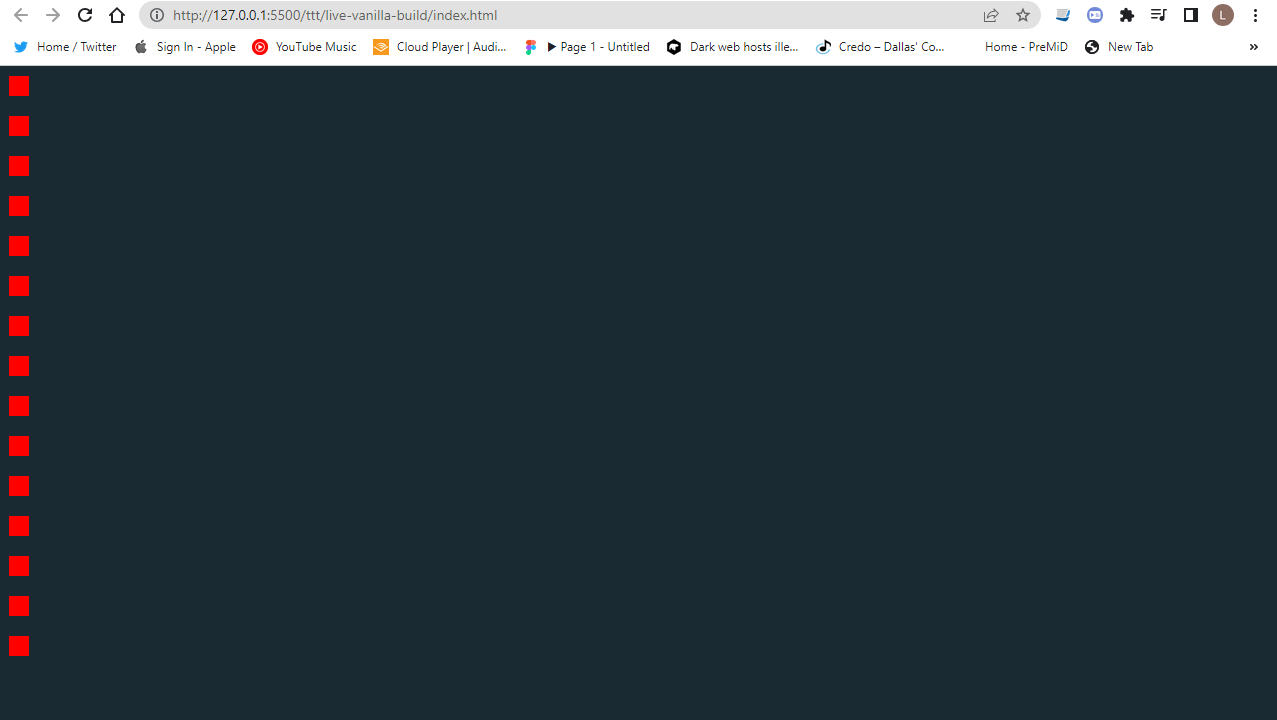 http://127.0.0.1:5500/ttt/live-vanilla-build/index.html L
Home / Twitter Sign In - Apple YouTube Music Cloud Player | Audi... ▶ Page 1 - Untitled Dark web hosts ille... Credo – Dallas' Co... Home - PreMiD New Tab »